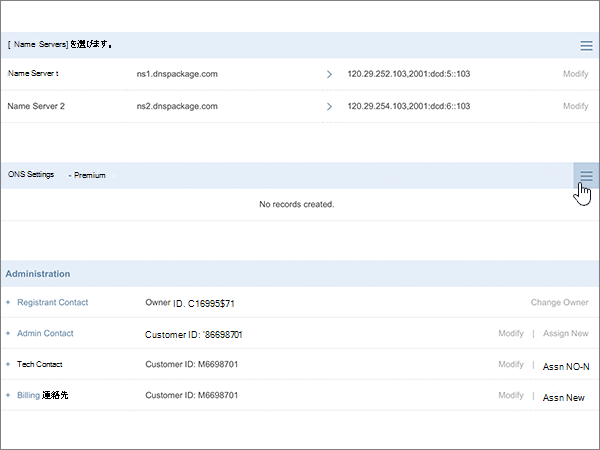 [ Name Servers] を選びます。
Name Server t ns1.dnspackage.com 120.29.252.103,2001:dcd:5::103 Modify
Name Server 2 ns2.dnspackage.com 120.29.254.103,2001:dcd:6::103 Modify
ONS Settings - Premium
No records created.
Administration
Registrant Contact Owner ID. C16995$71 Change Owner
Admin Contact Customer ID: '86698701 Modify | Assign New
Tech Contact Customer ID: M6698701 Modify | Assn NO-N
Billing 連絡先 Customer ID: M6698701 Modify | Assn New